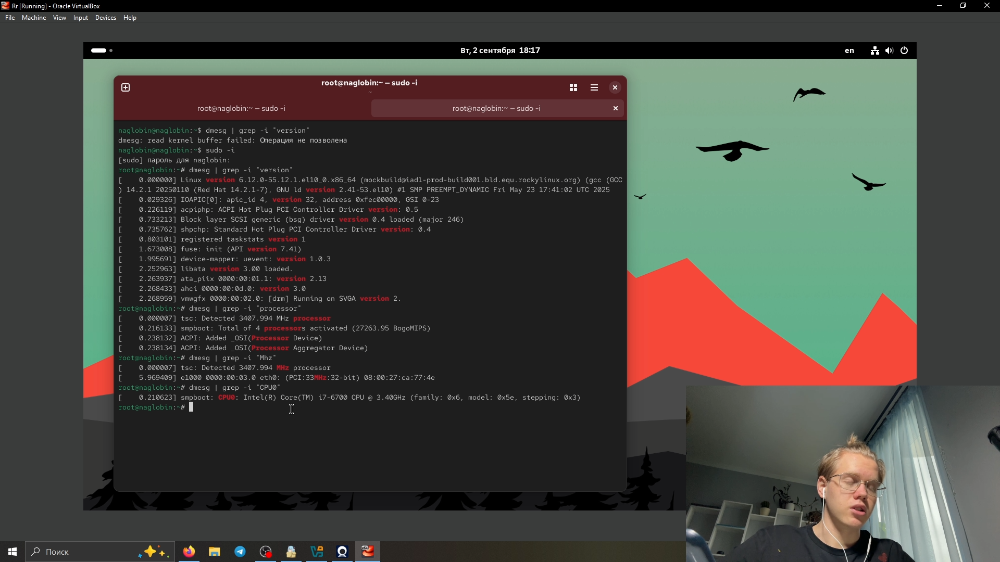 Rr [Running] - Oracle VirtualBox
File Machine View Input Devices Help
Вт, 2 сентября 18:17
en
root@naglobin:~ — sudo -i
~
root@naglobin:~ — sudo -i
root@naglobin:~ — sudo -i
naglobin@naglobin:~$ dmesg | grep -i "version"
dmesg: read kernel buffer failed: Операция не позволена
naglobin@naglobin:~$ sudo -i
[sudo] пароль для naglobin:
root@naglobin:~# dmesg | grep -i "version"
[    0.000000] Linux version 6.12.0-55.12.1.el10_0.x86_64 (mockbuild@iad1-prod-build001.bld.equ.rockylinux.org) (gcc (GCC
) 14.2.1 20250110 (Red Hat 14.2.1-7), GNU ld version 2.41-53.el10) #1 SMP PREEMPT_DYNAMIC Fri May 23 17:41:02 UTC 2025
[    0.029326] IOAPIC[0]: apic_id 4, version 32, address 0xfec00000, GSI 0-23
[    0.226119] acpiphp: ACPI Hot Plug PCI Controller Driver version: 0.5
[    0.733213] Block layer SCSI generic (bsg) driver version 0.4 loaded (major 246)
[    0.735762] shpchp: Standard Hot Plug PCI Controller Driver version: 0.4
[    0.803101] registered taskstats version 1
[    1.673008] fuse: init (API version 7.41)
[    1.995691] device-mapper: uevent: version 1.0.3
[    2.252963] libata version 3.00 loaded.
[    2.263937] ata_piix 0000:00:01.1: version 2.13
[    2.268433] ahci 0000:00:0d.0: version 3.0
[    2.268959] vmwgfx 0000:00:02.0: [drm] Running on SVGA version 2.
root@naglobin:~# dmesg | grep -i "processor"
[    0.000007] tsc: Detected 3407.994 MHz processor
[    0.216133] smpboot: Total of 4 processors activated (27263.95 BogoMIPS)
[    0.238132] ACPI: Added _OSI(Processor Device)
[    0.238134] ACPI: Added _OSI(Processor Aggregator Device)
root@naglobin:~# dmesg | grep -i "Mhz"
[    0.000007] tsc: Detected 3407.994 MHz processor
[    5.969409] e1000 0000:00:03.0 eth0: (PCI:33MHz:32-bit) 08:00:27:ca:77:4e
root@naglobin:~# dmesg | grep -i "CPU0"
[    0.210623] smpboot: CPU0: Intel(R) Core(TM) i7-6700 CPU @ 3.40GHz (family: 0x6, model: 0x5e, stepping: 0x3)
root@naglobin:~#
Поиск